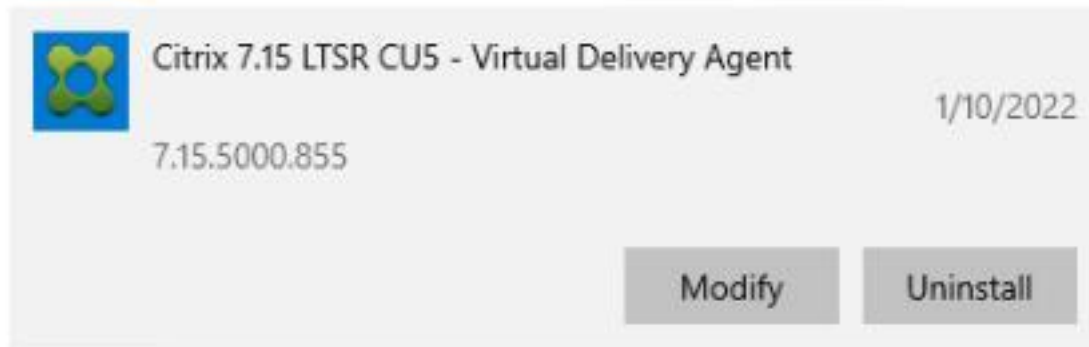 Citrix 7.15 LTSR CU5 - Virtual Delivery Agent
1/10/2022
7.15.5000.855
Modify
Uninstall